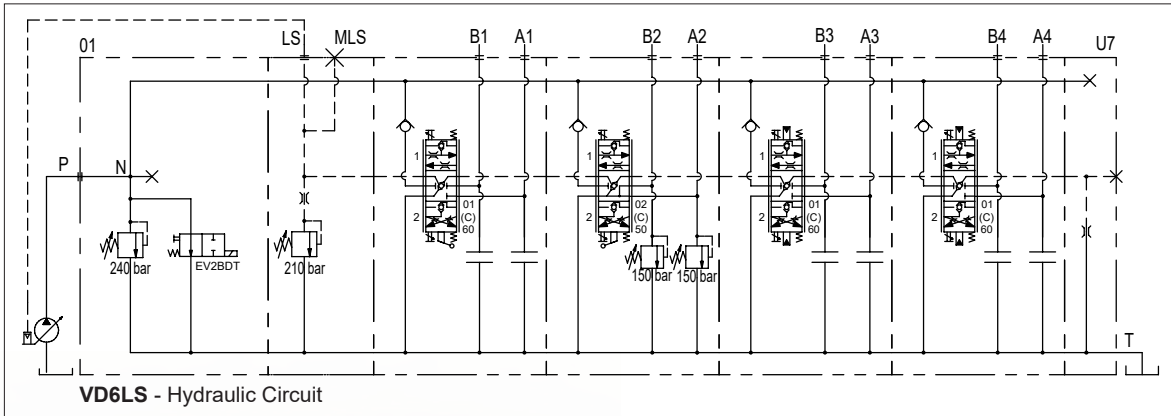 LS MLS B1 A1 B2 A2 B3 A3 B4 A4 U7
01
P N
1 1 1 1
2 2 2 2
01 02 01 01
(C) (C) (C) (C)
60 50 60 60
240 bar EV2BDT 210 bar 150 bar 150 bar
T
VD6LS - Hydraulic Circuit